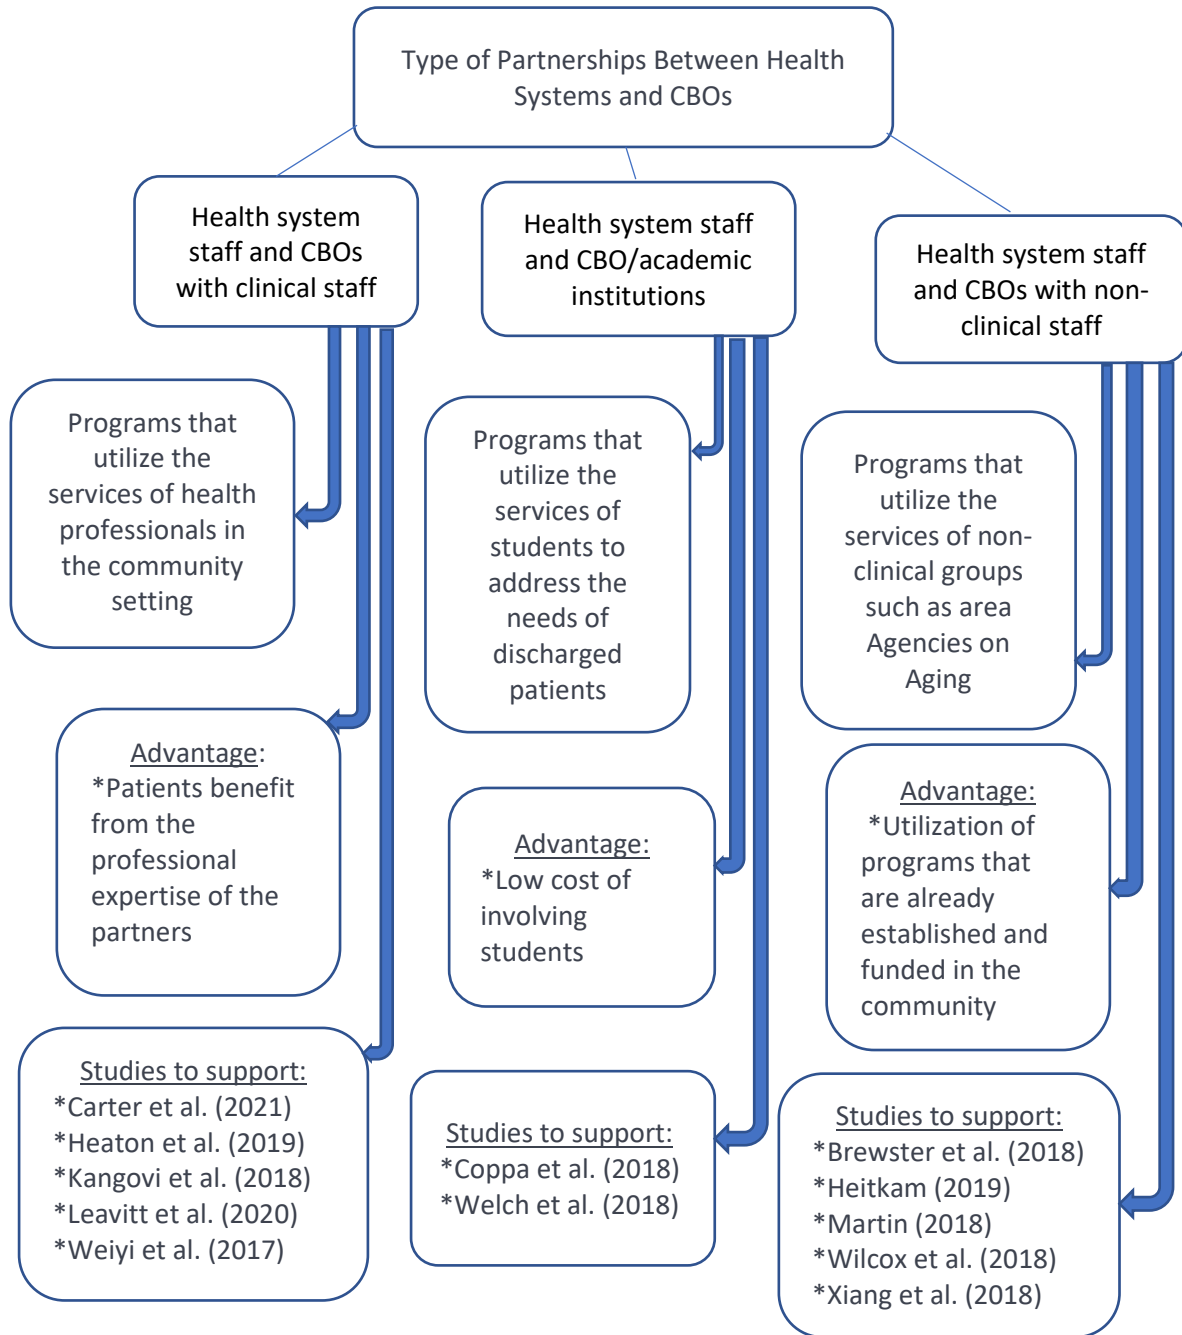 Type of Partnerships Between Health
Systems and CBOs
Health system
staff and CBOs
with clinical staff
Health system staff
and CBO/academic
institutions
Health system staff
and CBOs with non-
clinical staff
Programs that
utilize the
services of health
professionals in
the community
setting
Programs that
utilize the
services of
students to
address the
needs of
discharged
patients
Programs that
utilize the
services of non-
clinical groups
such as area
Agencies on
Aging
Advantage:
*Patients benefit
from the
professional
expertise of the
partners
Advantage:
*Low cost of
involving
students
Advantage:
*Utilization of
programs that
are already
established and
funded in the
community
Studies to support:
*Carter et al. (2021)
*Heaton et al. (2019)
*Kangovi et al. (2018)
*Leavitt et al. (2020)
*Weiyi et al. (2017)
Studies to support:
*Coppa et al. (2018)
*Welch et al. (2018)
Studies to support:
*Brewster et al. (2018)
*Heitkam (2019)
*Martin (2018)
*Wilcox et al. (2018)
*Xiang et al. (2018)